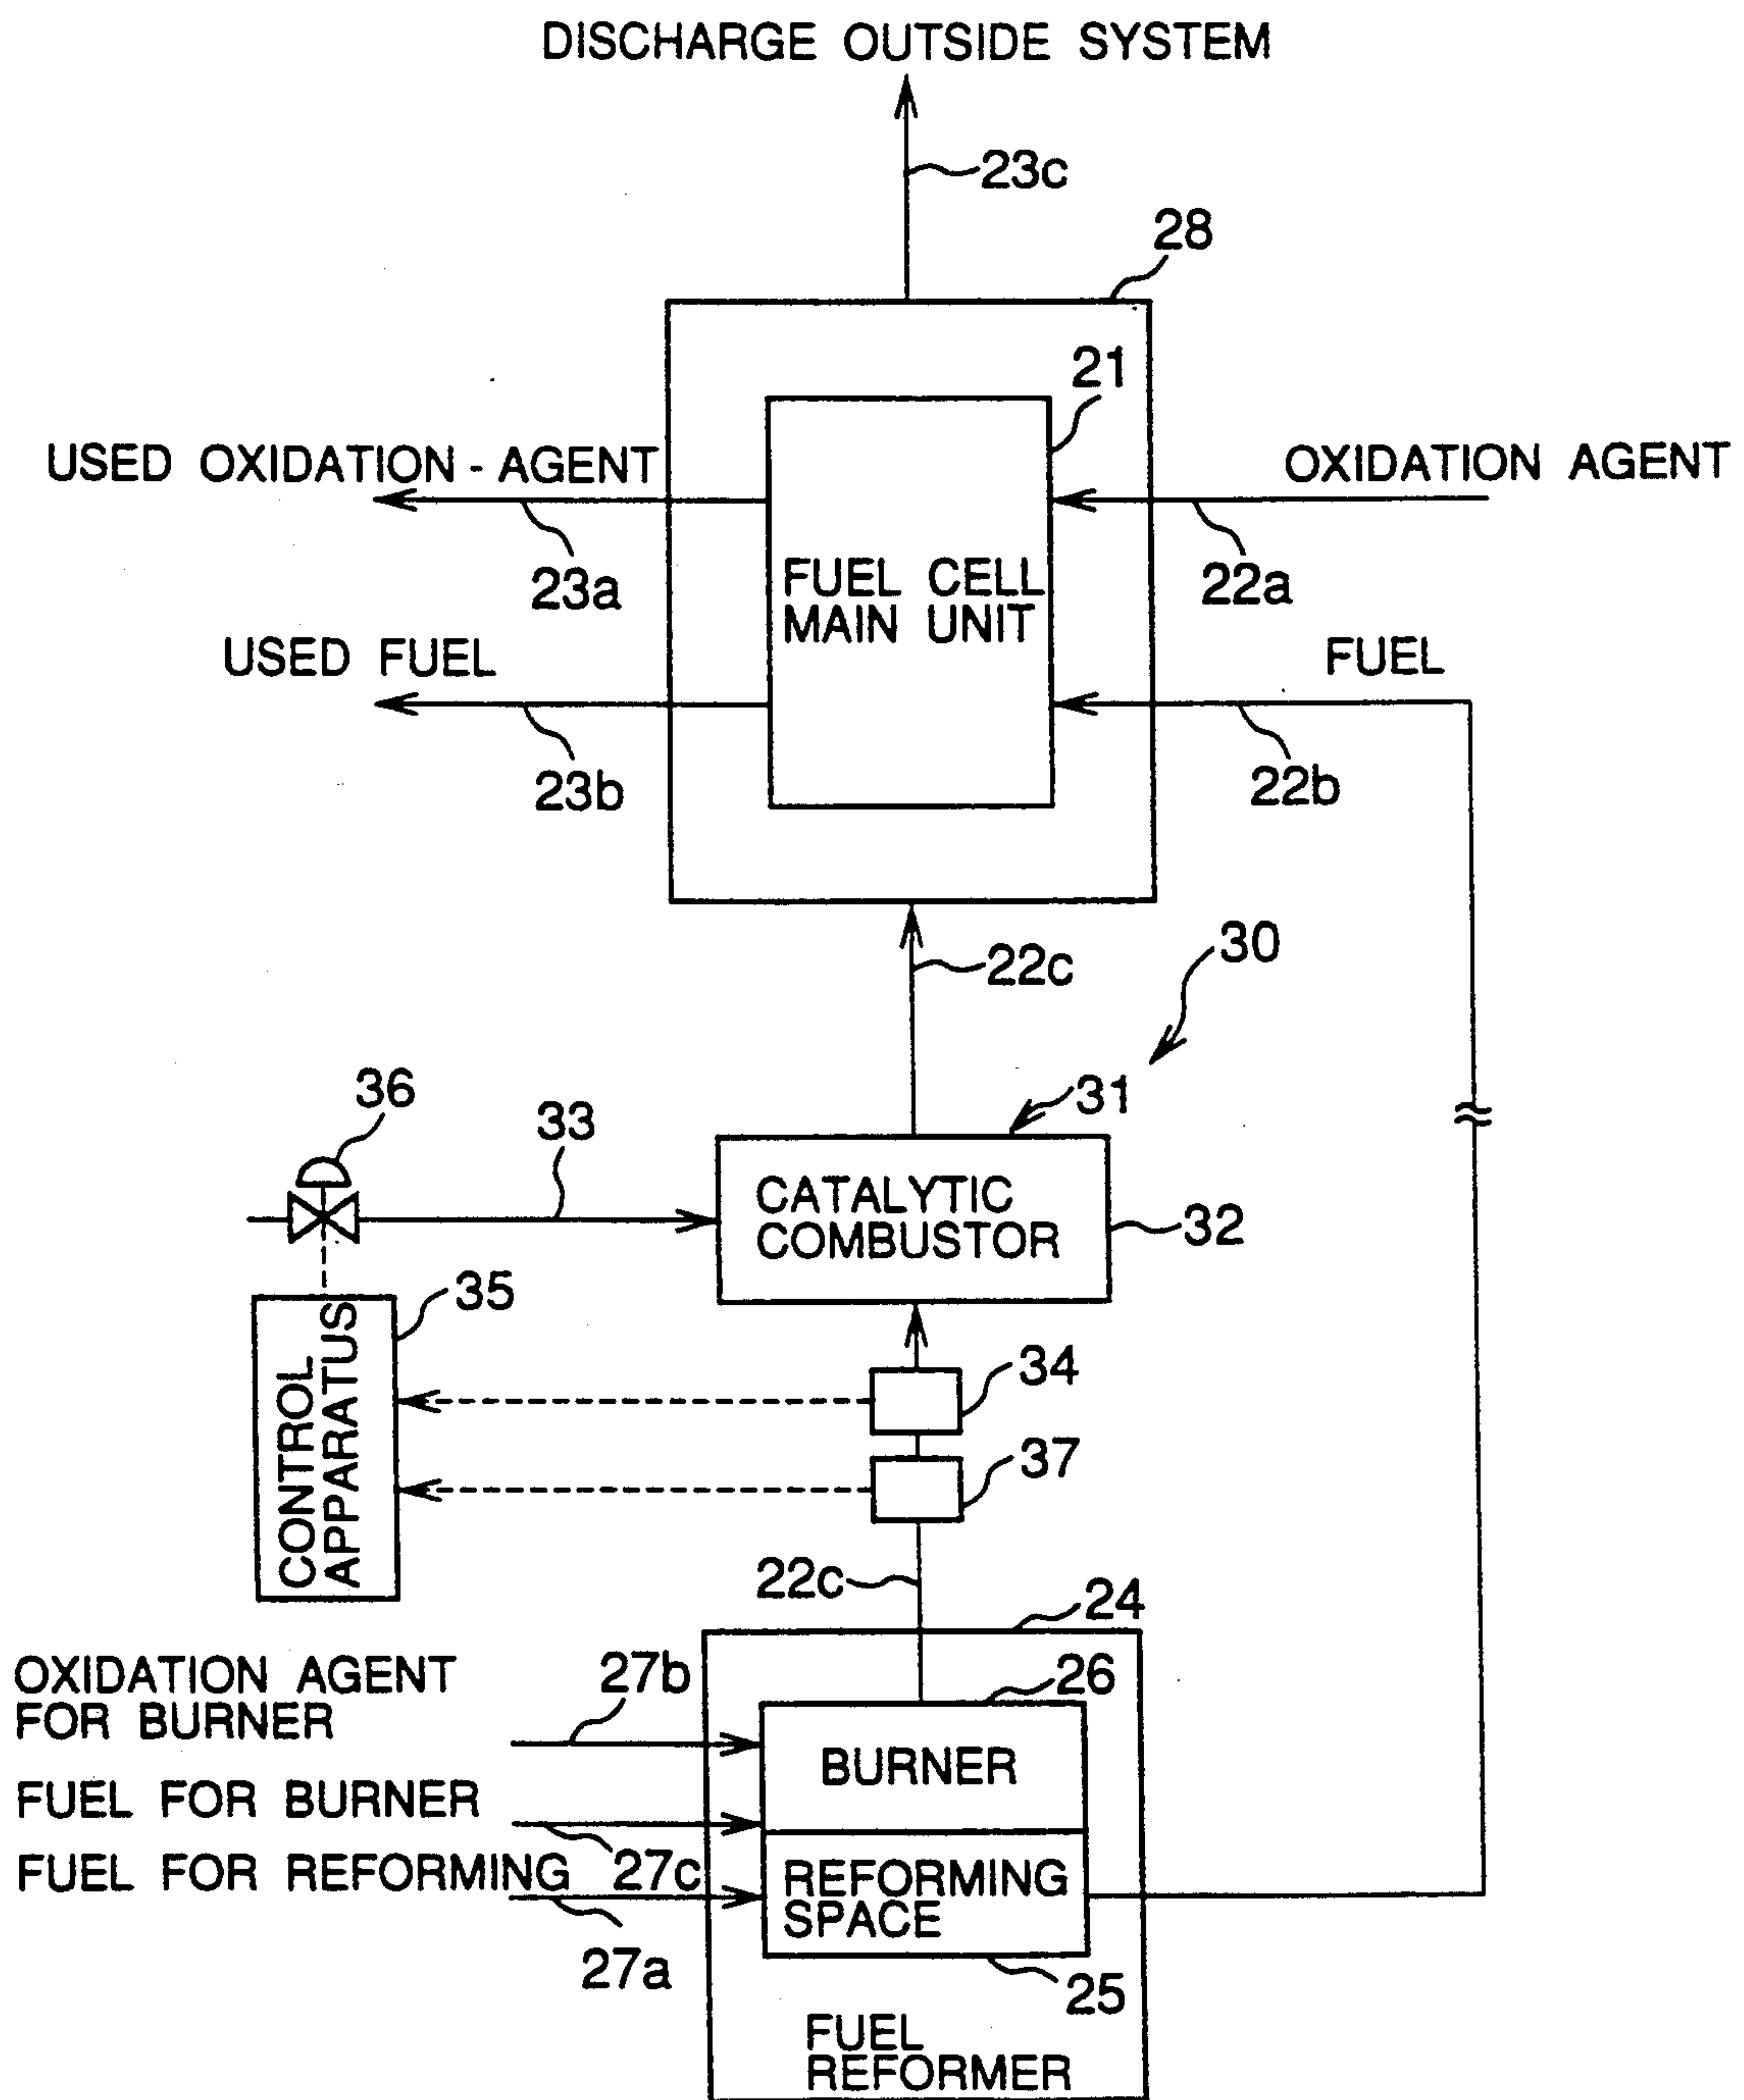 DISCHARGE OUTSIDE SYSTEM
23c
28
21
USED OXIDATION - AGENT
OXIDATION AGENT
23a
FUEL CELL
MAIN UNIT
22a
USED FUEL
FUEL
23b
22b
22c
30
31
36
33
CATALYTIC
COMBUSTOR
32
35
CONTROL
APPARATUS
34
37
22c
24
OXIDATION AGENT
FOR BURNER
27b
26
BURNER
FUEL FOR BURNER
27c
FUEL FOR REFORMING
REFORMING
SPACE
27a
25
FUEL
REFORMER